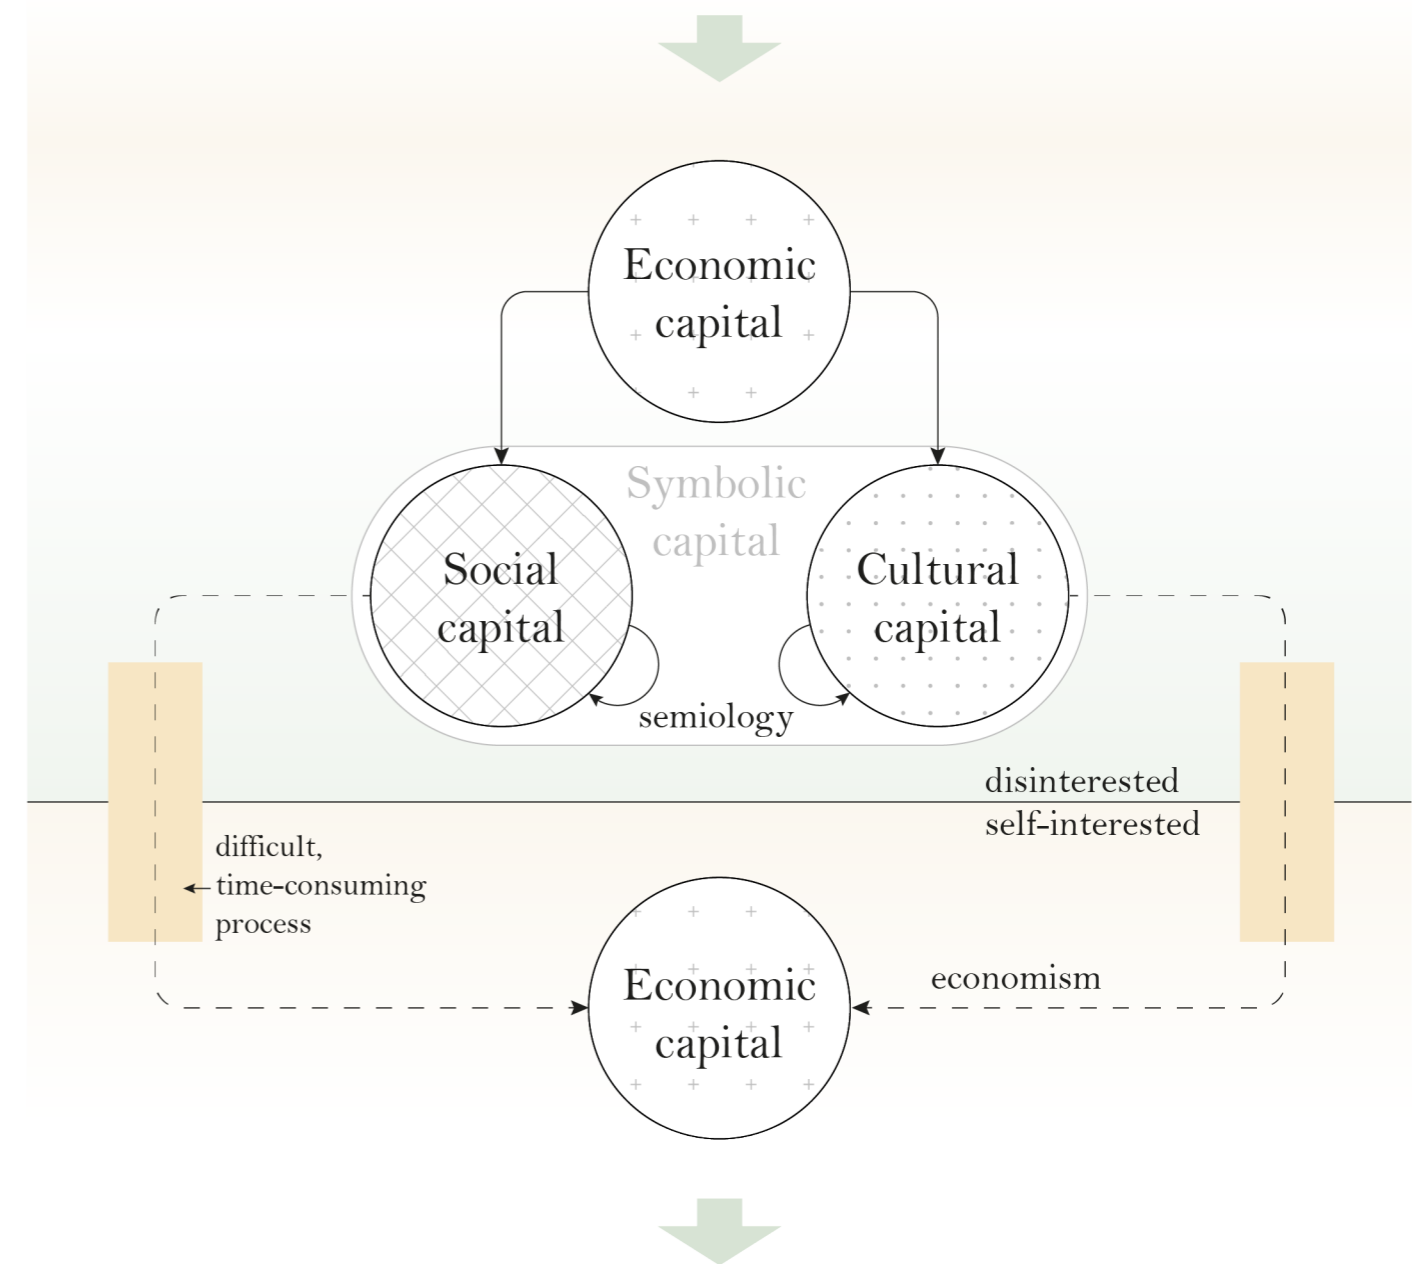 Economic
capital
Symbolic
capital
Social
capital
Cultural
capital
semiology
disinterested
self-interested
difficult,
time-consuming
process
Economic
capital
economism